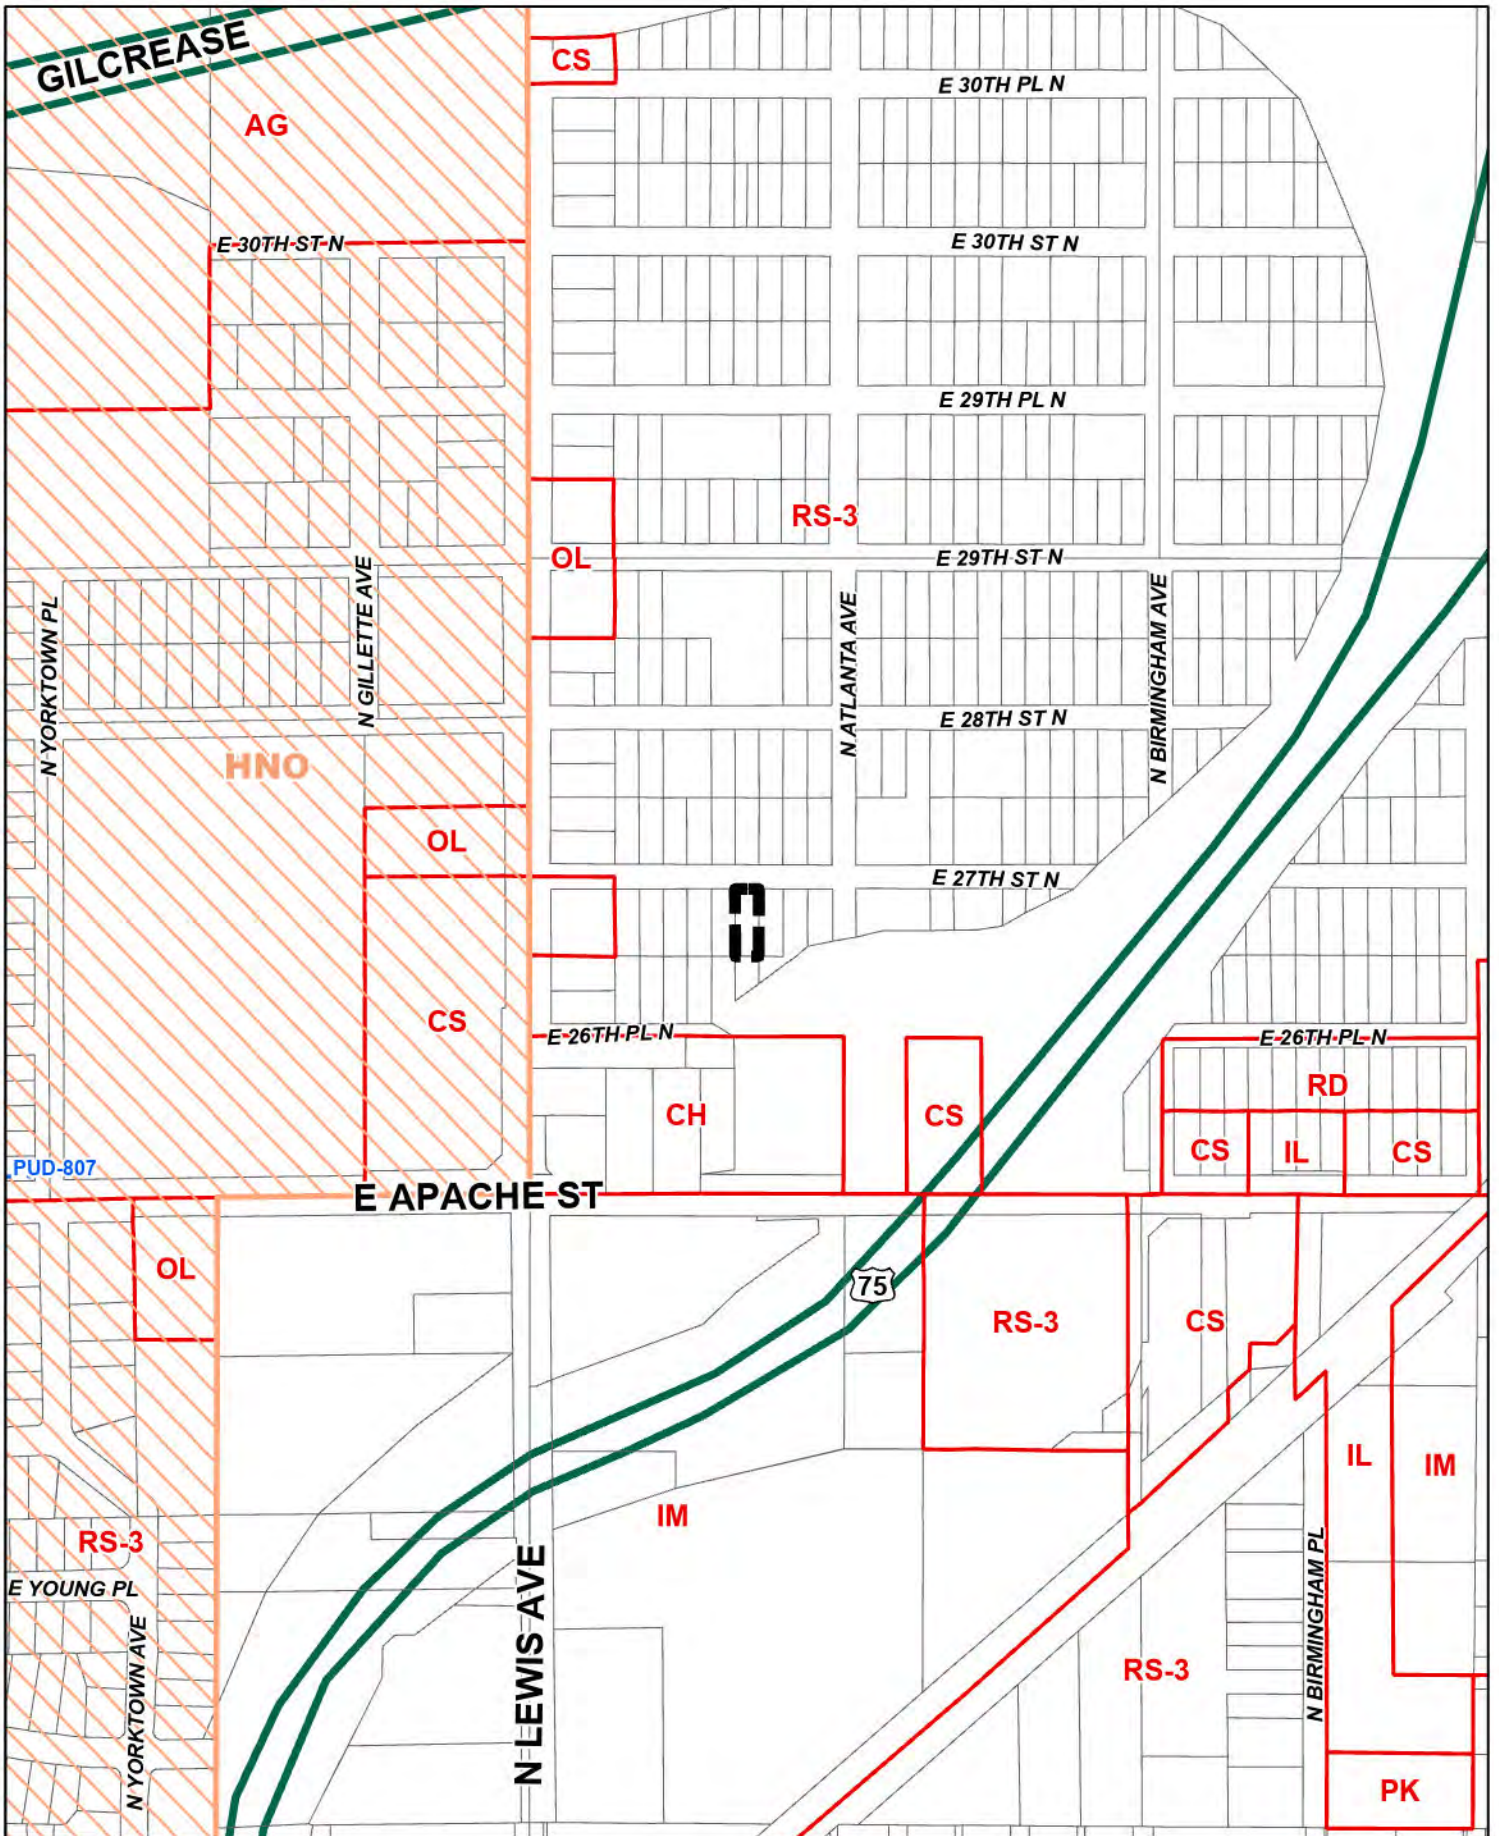 GILCREASE
CS
E 30TH PL N
AG
E 30TH ST N
E 30TH ST N
E 29TH PL N
RS-3
OL
E 29TH ST N
N YORKTOWN PL
N GILLETTE AVE
N ATLANTA AVE
N BIRMINGHAM AVE
E 28TH ST N
HNO
OL
E 27TH ST N
CS
E 26TH PL N
E 26TH PL N
RD
CH
CS
CS
IL
CS
PUD-807
E APACHE ST
OL
75
RS-3
CS
IL
IM
IM
RS-3
E YOUNG PL
N YORKTOWN AVE
N LEWIS AVE
N BIRMINGHAM PL
RS-3
PK